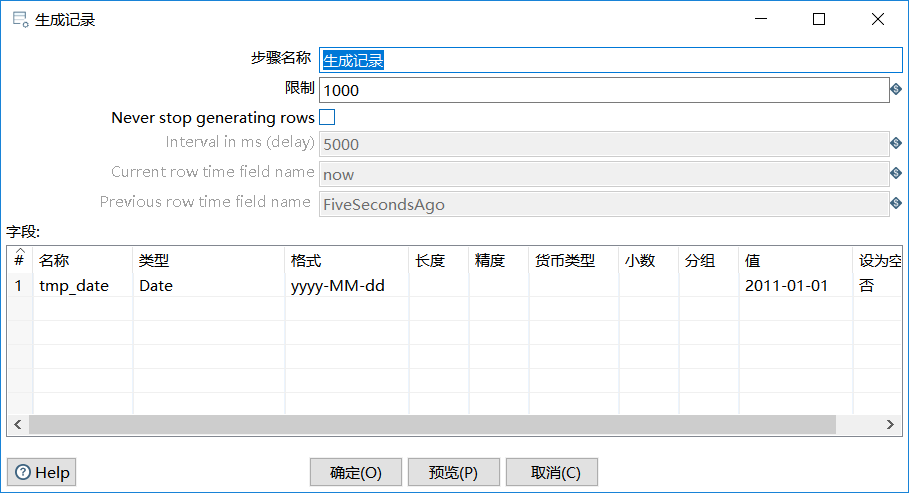 生成记录
步骤名称 生成记录
限制 1000
Never stop generating rows
Interval in ms (delay) 5000
Current row time field name now
Previous row time field name FiveSecondsAgo
字段:
# 名称 类型 格式 长度 精度 货币类型 小数 分组 值 设为空
1 tmp_date Date yyyy-MM-dd 2011-01-01 否
Help 确定(O) 预览(P) 取消(C)